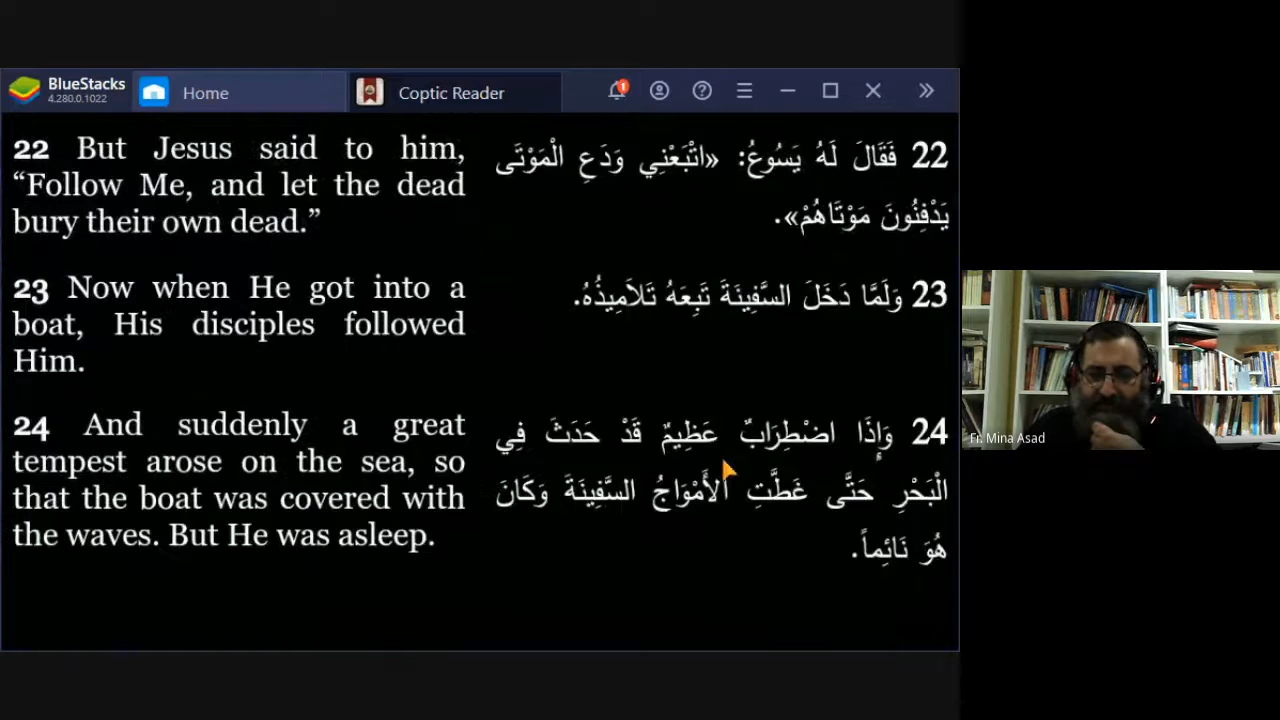 BlueStacks
4.280.0.1022
Home
Coptic Reader
1
22 But Jesus said to him,
“Follow Me, and let the dead
bury their own dead.”
22 فَقَالَ لَهُ يَسُوعُ: «اتْبَعْنِي وَدَعِ الْمَوْتَى
يَدْفِنُونَ مَوْتَاهُمْ».
23 Now when He got into a
boat, His disciples followed
Him.
23 وَلَمَّا دَخَلَ السَّفِينَةَ تَبِعَهُ تَلاَمِيذُهُ.
24 And suddenly a great
tempest arose on the sea, so
that the boat was covered with
the waves. But He was asleep.
24 وَإِذَا اضْطِرَابٌ عَظِيمٌ قَدْ حَدَثَ فِي
الْبَحْرِ حَتَّى غَطَّتِ الأَمْوَاجُ السَّفِينَةَ وَكَانَ
هُوَ نَائِماً.
Fr. Mina Asad